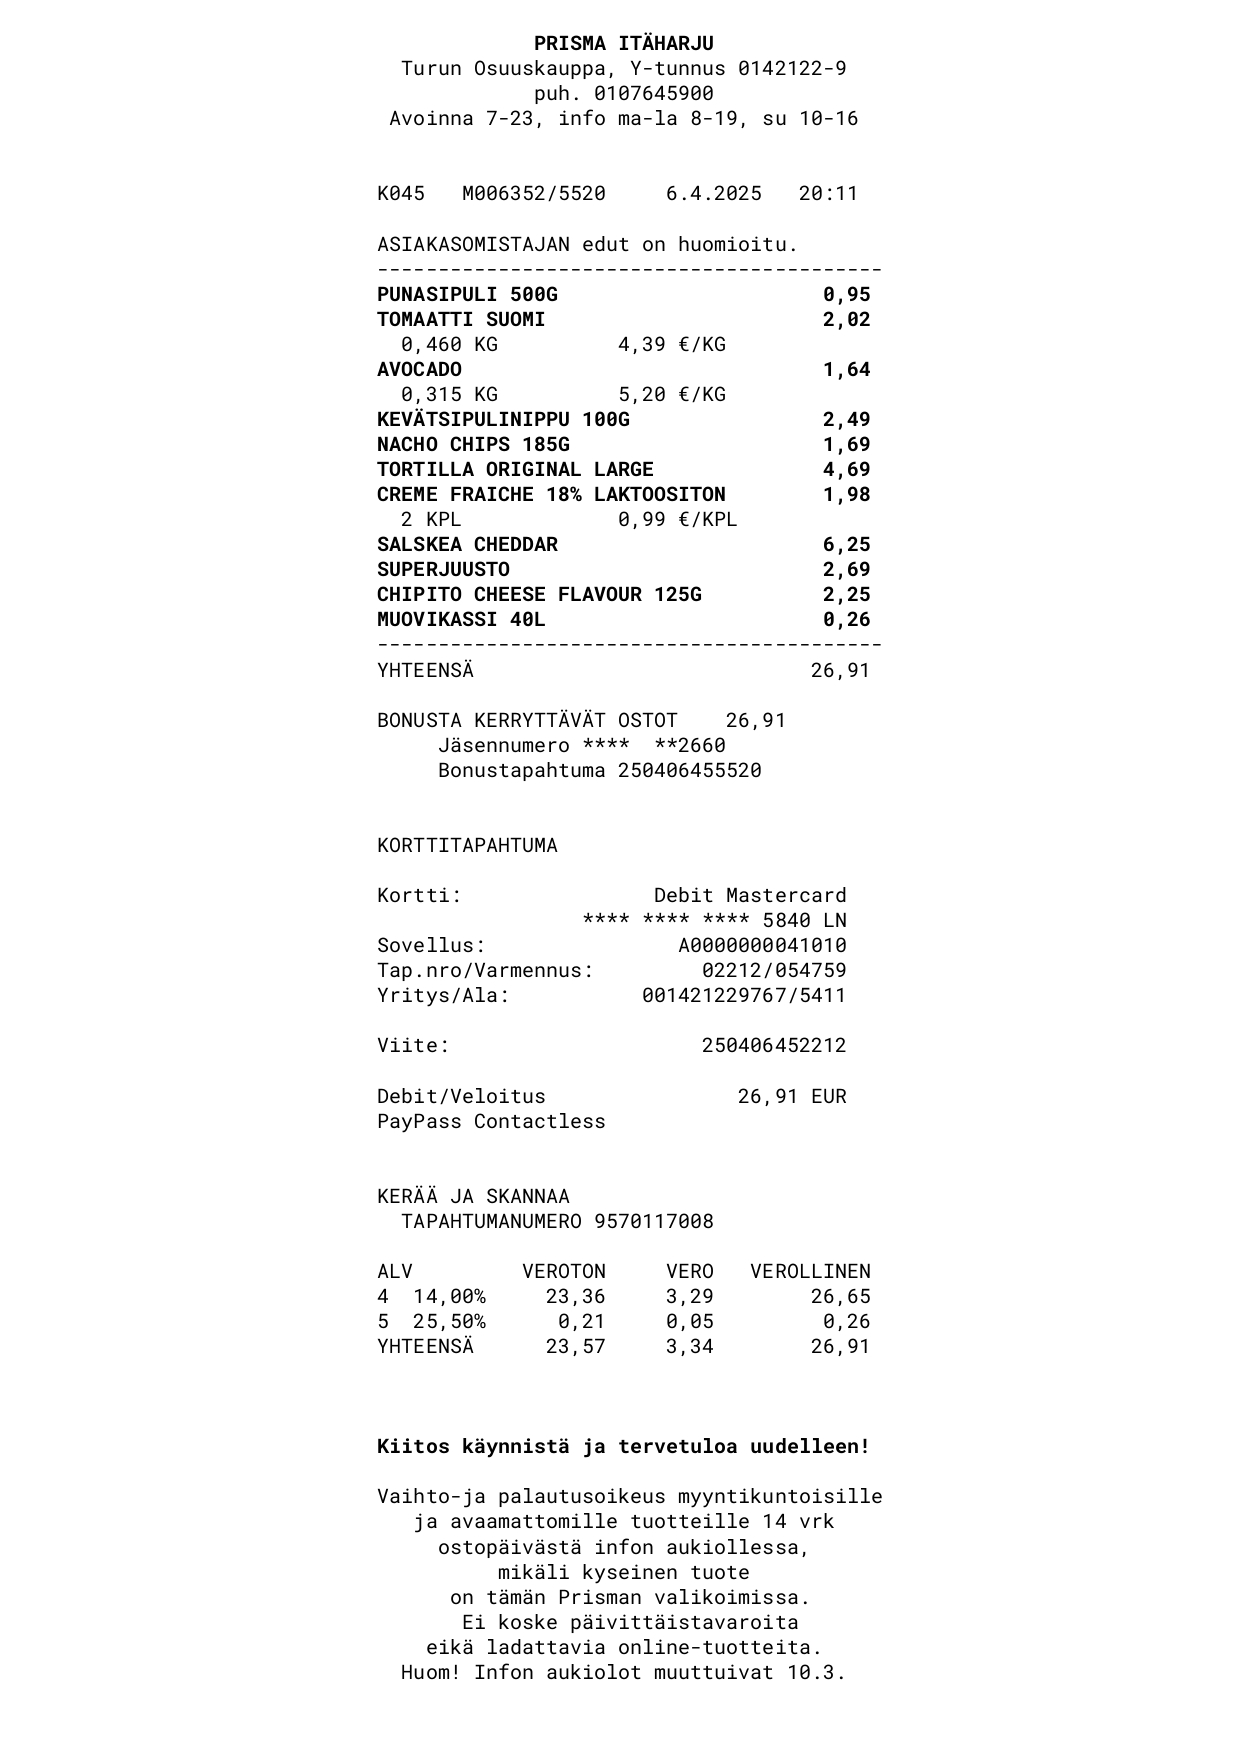 PRISMA ITÄHARJU
Turun Osuuskauppa, Y-tunnus 0142122-9
puh. 0107645900
Avoinna 7-23, info ma-la 8-19, su 10-16
K045 M006352/5520 6.4.2025 20:11
ASIAKASOMISTAJAN edut on huomioitu.
------------------------------------------
PUNASIPULI 500G 0,95
TOMAATTI SUOMI 2,02
0,460 KG 4,39 €/KG
AVOCADO 1,64
0,315 KG 5,20 €/KG
KEVÄTSIPULINIPPU 100G 2,49
NACHO CHIPS 185G 1,69
TORTILLA ORIGINAL LARGE 4,69
CREME FRAICHE 18% LAKTOOSITON 1,98
2 KPL 0,99 €/KPL
SALSKEA CHEDDAR 6,25
SUPERJUUSTO 2,69
CHIPITO CHEESE FLAVOUR 125G 2,25
MUOVIKASSI 40L 0,26
------------------------------------------
YHTEENSÄ 26,91
BONUSTA KERRYTTÄVÄT OSTOT 26,91
Jäsennumero **** **2660
Bonustapahtuma 250406455520
KORTTITAPAHTUMA
Kortti: Debit Mastercard
**** **** **** 5840 LN
Sovellus: A0000000041010
Tap.nro/Varmennus: 02212/054759
Yritys/Ala: 001421229767/5411
Viite: 250406452212
Debit/Veloitus 26,91 EUR
PayPass Contactless
KERÄÄ JA SKANNAA
TAPAHTUMANUMERO 9570117008
ALV VEROTON VERO VEROLLINEN
4 14,00% 23,36 3,29 26,65
5 25,50% 0,21 0,05 0,26
YHTEENSÄ 23,57 3,34 26,91
Kiitos käynnistä ja tervetuloa uudelleen!
Vaihto-ja palautusoikeus myyntikuntoisille
ja avaamattomille tuotteille 14 vrk
ostopäivästä infon aukiollessa,
mikäli kyseinen tuote
on tämän Prisman valikoimissa.
Ei koske päivittäistavaroita
eikä ladattavia online-tuotteita.
Huom! Infon aukiolot muuttuivat 10.3.